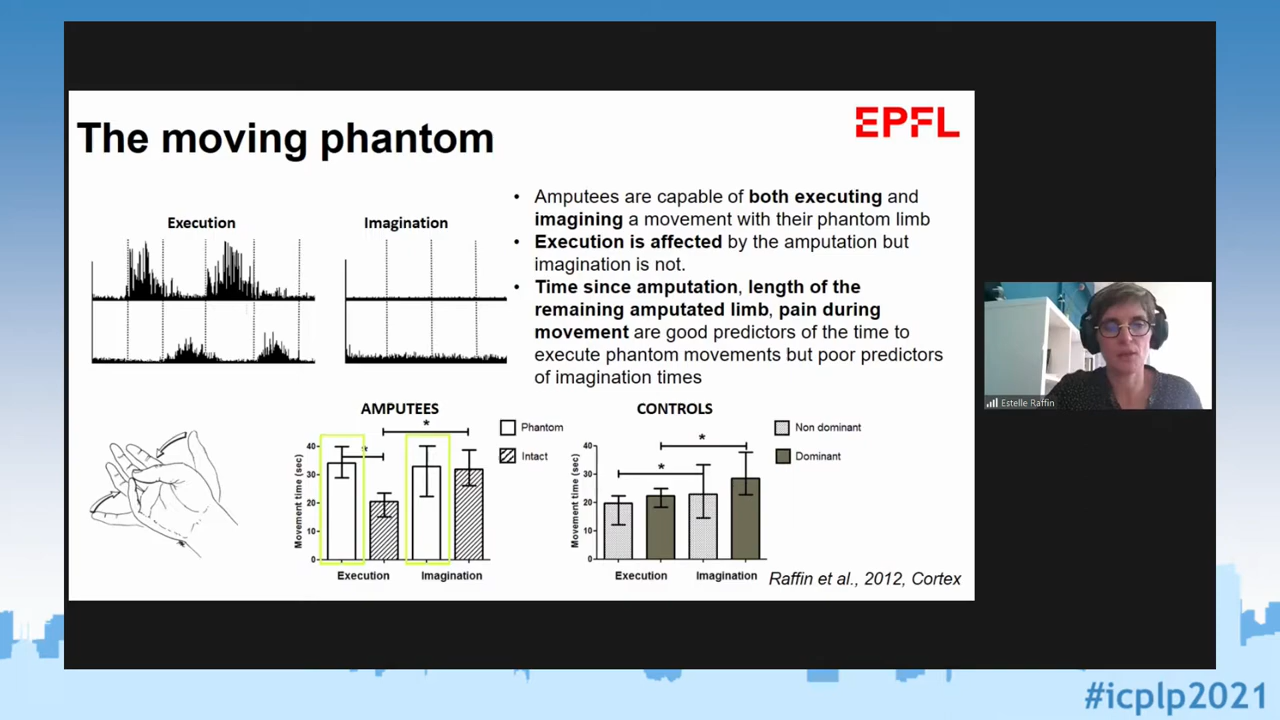 The moving phantom
EPFL
Execution
Imagination
• Amputees are capable of both executing and
imagining a movement with their phantom limb
• Execution is affected by the amputation but
imagination is not.
• Time since amputation, length of the
remaining amputated limb, pain during
movement are good predictors of the time to
execute phantom movements but poor predictors
of imagination times
AMPUTEES
*
*
Phantom
Intact
Movement time (sec)
40
30
20
10
0
Execution
Imagination
CONTROLS
*
*
Non dominant
Dominant
Movement time (sec)
40
30
20
10
0
Execution
Imagination
Raffin et al., 2012, Cortex
Estelle Raffin
#icplp2021